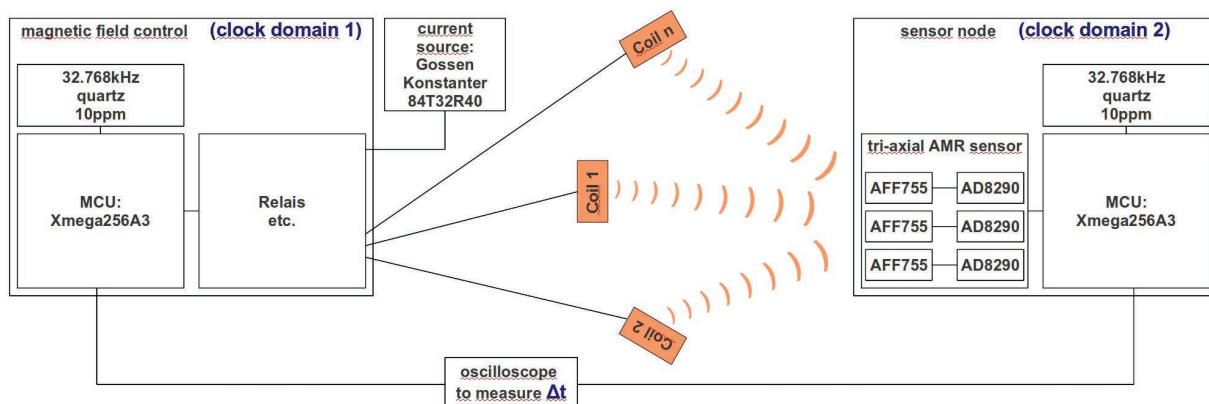 magnetic field control (clock domain 1)
32.768kHz
quartz
10ppm
MCU:
Xmega256A3
Relais
etc.
current
source:
Gossen
Konstanter
84T32R40
Coil n
Coil 1
Coil 2
sensor node (clock domain 2)
32.768kHz
quartz
10ppm
tri-axial AMR sensor
AFF755 AD8290
AFF755 AD8290
AFF755 AD8290
MCU:
Xmega256A3
oscilloscope
to measure Δt